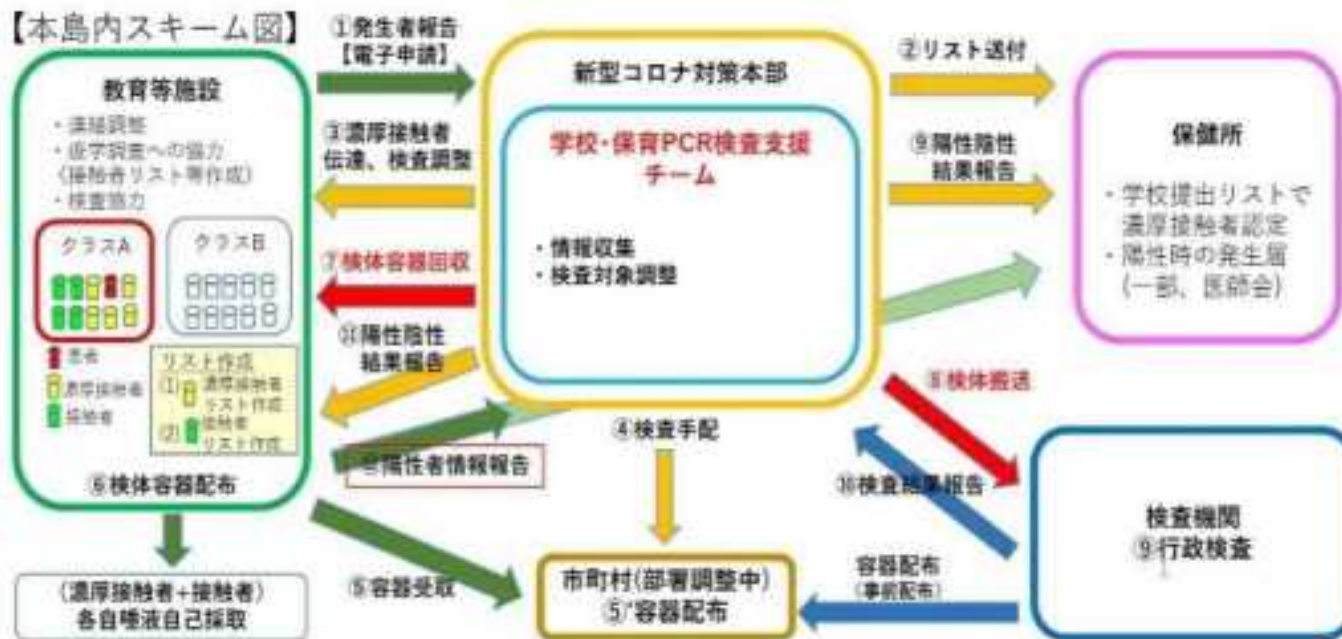 【本島内スキーム図】
教育等施設
・連絡調整
・疫学調査への協力
(接触者リスト等作成)
・検査協力
クラスA
クラスB
患者
濃厚接触者
接触者
リスト作成
(1)
濃厚接触者
リスト作成
(2)
接触者
リスト作成
⑥検体容器配布
(濃厚接触者+接触者)
各自唾液自己採取
①発生者報告
【電子申請】
③濃厚接触者
伝達、検査調整
⑦検体容器回収
⑪陽性陰性
結果報告
陽性者情報報告
⑤容器受取
新型コロナ対策本部
学校・保育PCR検査支援
チーム
・情報収集
・検査対象調整
④検査手配
市町村(部署調整中)
⑤'容器配布
②リスト送付
⑨陽性陰性
結果報告
保健所
・学校提出リストで
濃厚接触者認定
・陽性時の発生届
(一部、医師会)
⑧検体搬送
⑩検査結果報告
容器配布
(事前配布)
検査機関
⑨行政検査